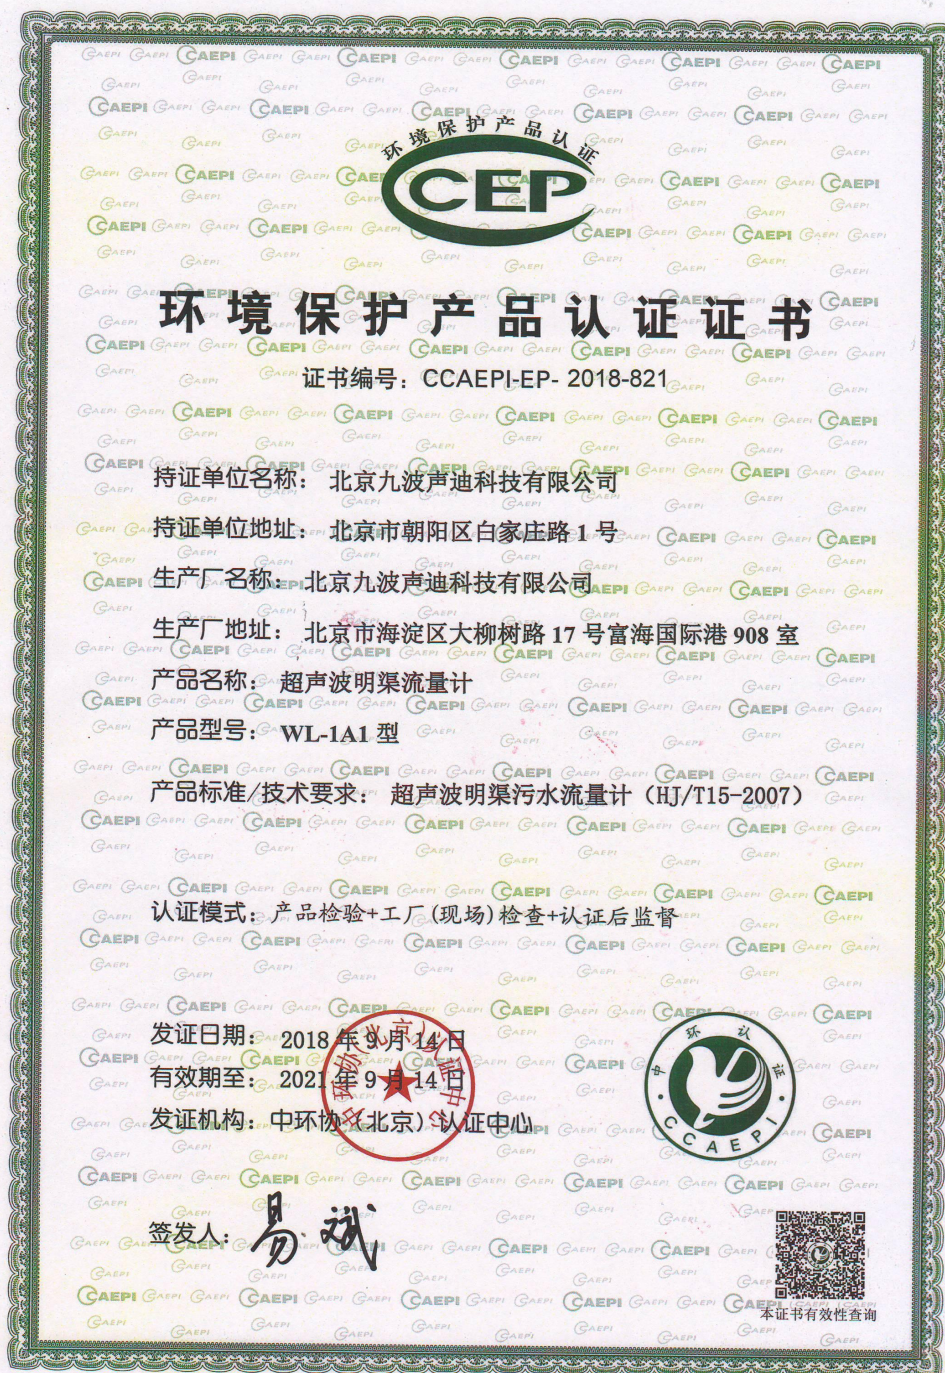 环境保护产品认证
CEP
环境保护产品认证证书
证书编号：CCAEPI-EP- 2018-821
持证单位名称：北京九波声迪科技有限公司
持证单位地址：北京市朝阳区白家庄路 1 号
生产厂名称：北京九波声迪科技有限公司
生产厂地址：北京市海淀区大柳树路 17 号富海国际港 908 室
产品名称：超声波明渠流量计
产品型号：WL-1A1 型
产品标准/技术要求：超声波明渠污水流量计（HJ/T15-2007）
认证模式：产品检验+工厂(现场)检查+认证后监督
发证日期：2018 年 9 月 14 日
有效期至：2021 年 9 月 14 日
发证机构：中环协（北京）认证中心
中环协(北京)认证中心
中环认证
CCAEPI
签发人：易斌
本证书有效性查询